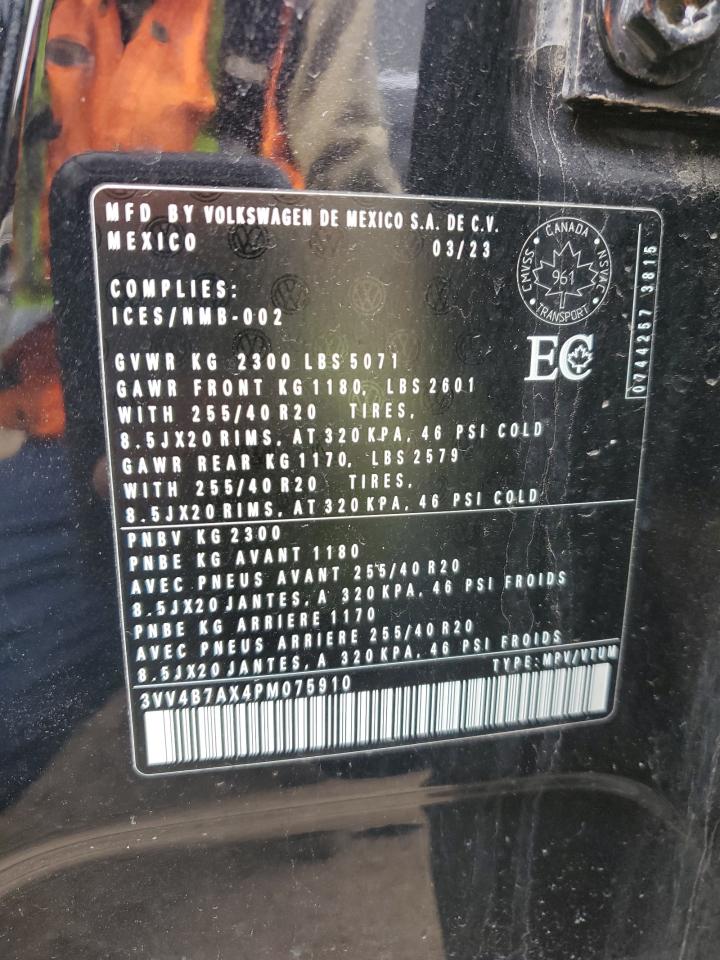 MFD BY VOLKSWAGEN DE MEXICO S.A. DE C.V.
MEXICO 03/23
CANADA
CMVSS 961 NSVAC
TRANSPORT
COMPLIES:
ICES/NMB-002
EC
0744257 3815
GVWR KG 2300 LBS 5071
GAWR FRONT KG 1180, LBS 2601
WITH 255/40 R20 TIRES,
8.5JX20 RIMS, AT 320 KPA, 46 PSI COLD
GAWR REAR KG 1170, LBS 2579
WITH 255/40 R20 TIRES,
8.5JX20 RIMS, AT 320 KPA, 46 PSI COLD
PNBV KG 2300
PNBE KG AVANT 1180
AVEC PNEUS AVANT 255/40 R20
8.5JX20 JANTES, A 320 KPA, 46 PSI FROIDS
PNBE KG ARRIERE 1170
AVEC PNEUS ARRIERE 255/40 R20
8.5JX20 JANTES, A 320 KPA, 46 PSI FROIDS
TYPE: MPV/VTUM
3VV4B7AX4PM075910